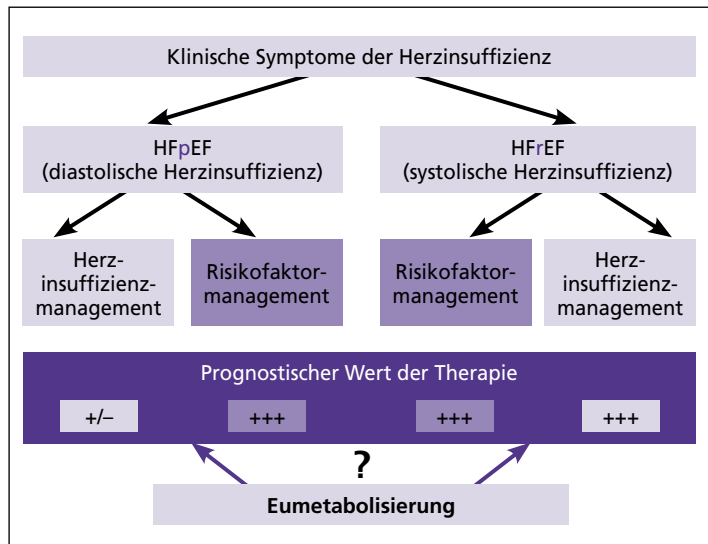 Klinische Symptome der Herzinsuffizienz
HFpEF
(diastolische Herzinsuffizienz)
HFrEF
(systolische Herzinsuffizienz)
Herz-
insuffizienz-
management
Risikofaktor-
management
Risikofaktor-
management
Herz-
insuffizienz-
management
Prognostischer Wert der Therapie
+/–
+++
+++
+++
?
Eumetabolisierung